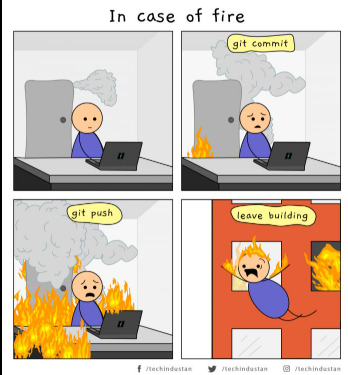 In case of fire
git commit
git push
leave building
/techindustan /techindustan /techindustan